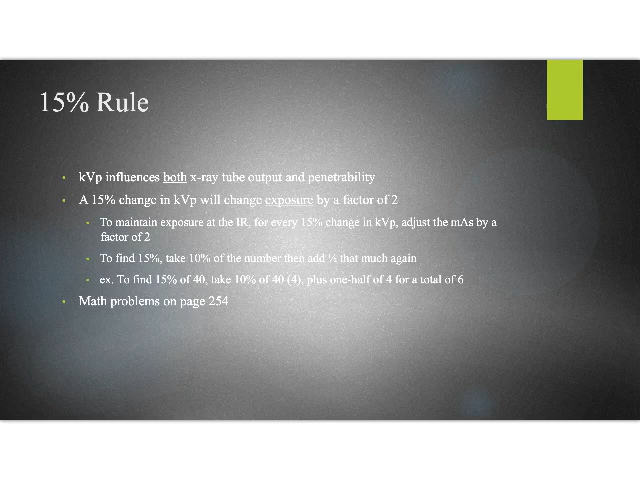 15% Rule
• kVp influences both x-ray tube output and penetrability
• A 15% change in kVp will change exposure by a factor of 2
• To maintain exposure at the IR, for every 15% change in kVp, adjust the mAs by a
factor of 2
• To find 15%, take 10% of the number then add ½ that much again
• ex. To find 15% of 40, take 10% of 40 (4), plus one-half of 4 for a total of 6
• Math problems on page 254